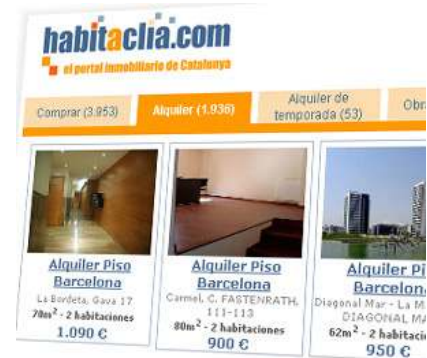 habitaclia.com
el portal inmobiliario de Catalunya
Comprar (3.953)
Alquiler (1.936)
Alquiler de
temporada (53)
Obr
Alquiler Piso
Barcelona
La Bordeta, Gava 17
70m² - 2 habitaciones
1.090 €
Alquiler Piso
Barcelona
Carmel, C. FASTENRATH,
111-113
80m² - 2 habitaciones
900 €
Alquiler Pi
Barcelon
Diagonal Mar - La M
DIAGONAL MA
62m² - 2 habitaci
950 €